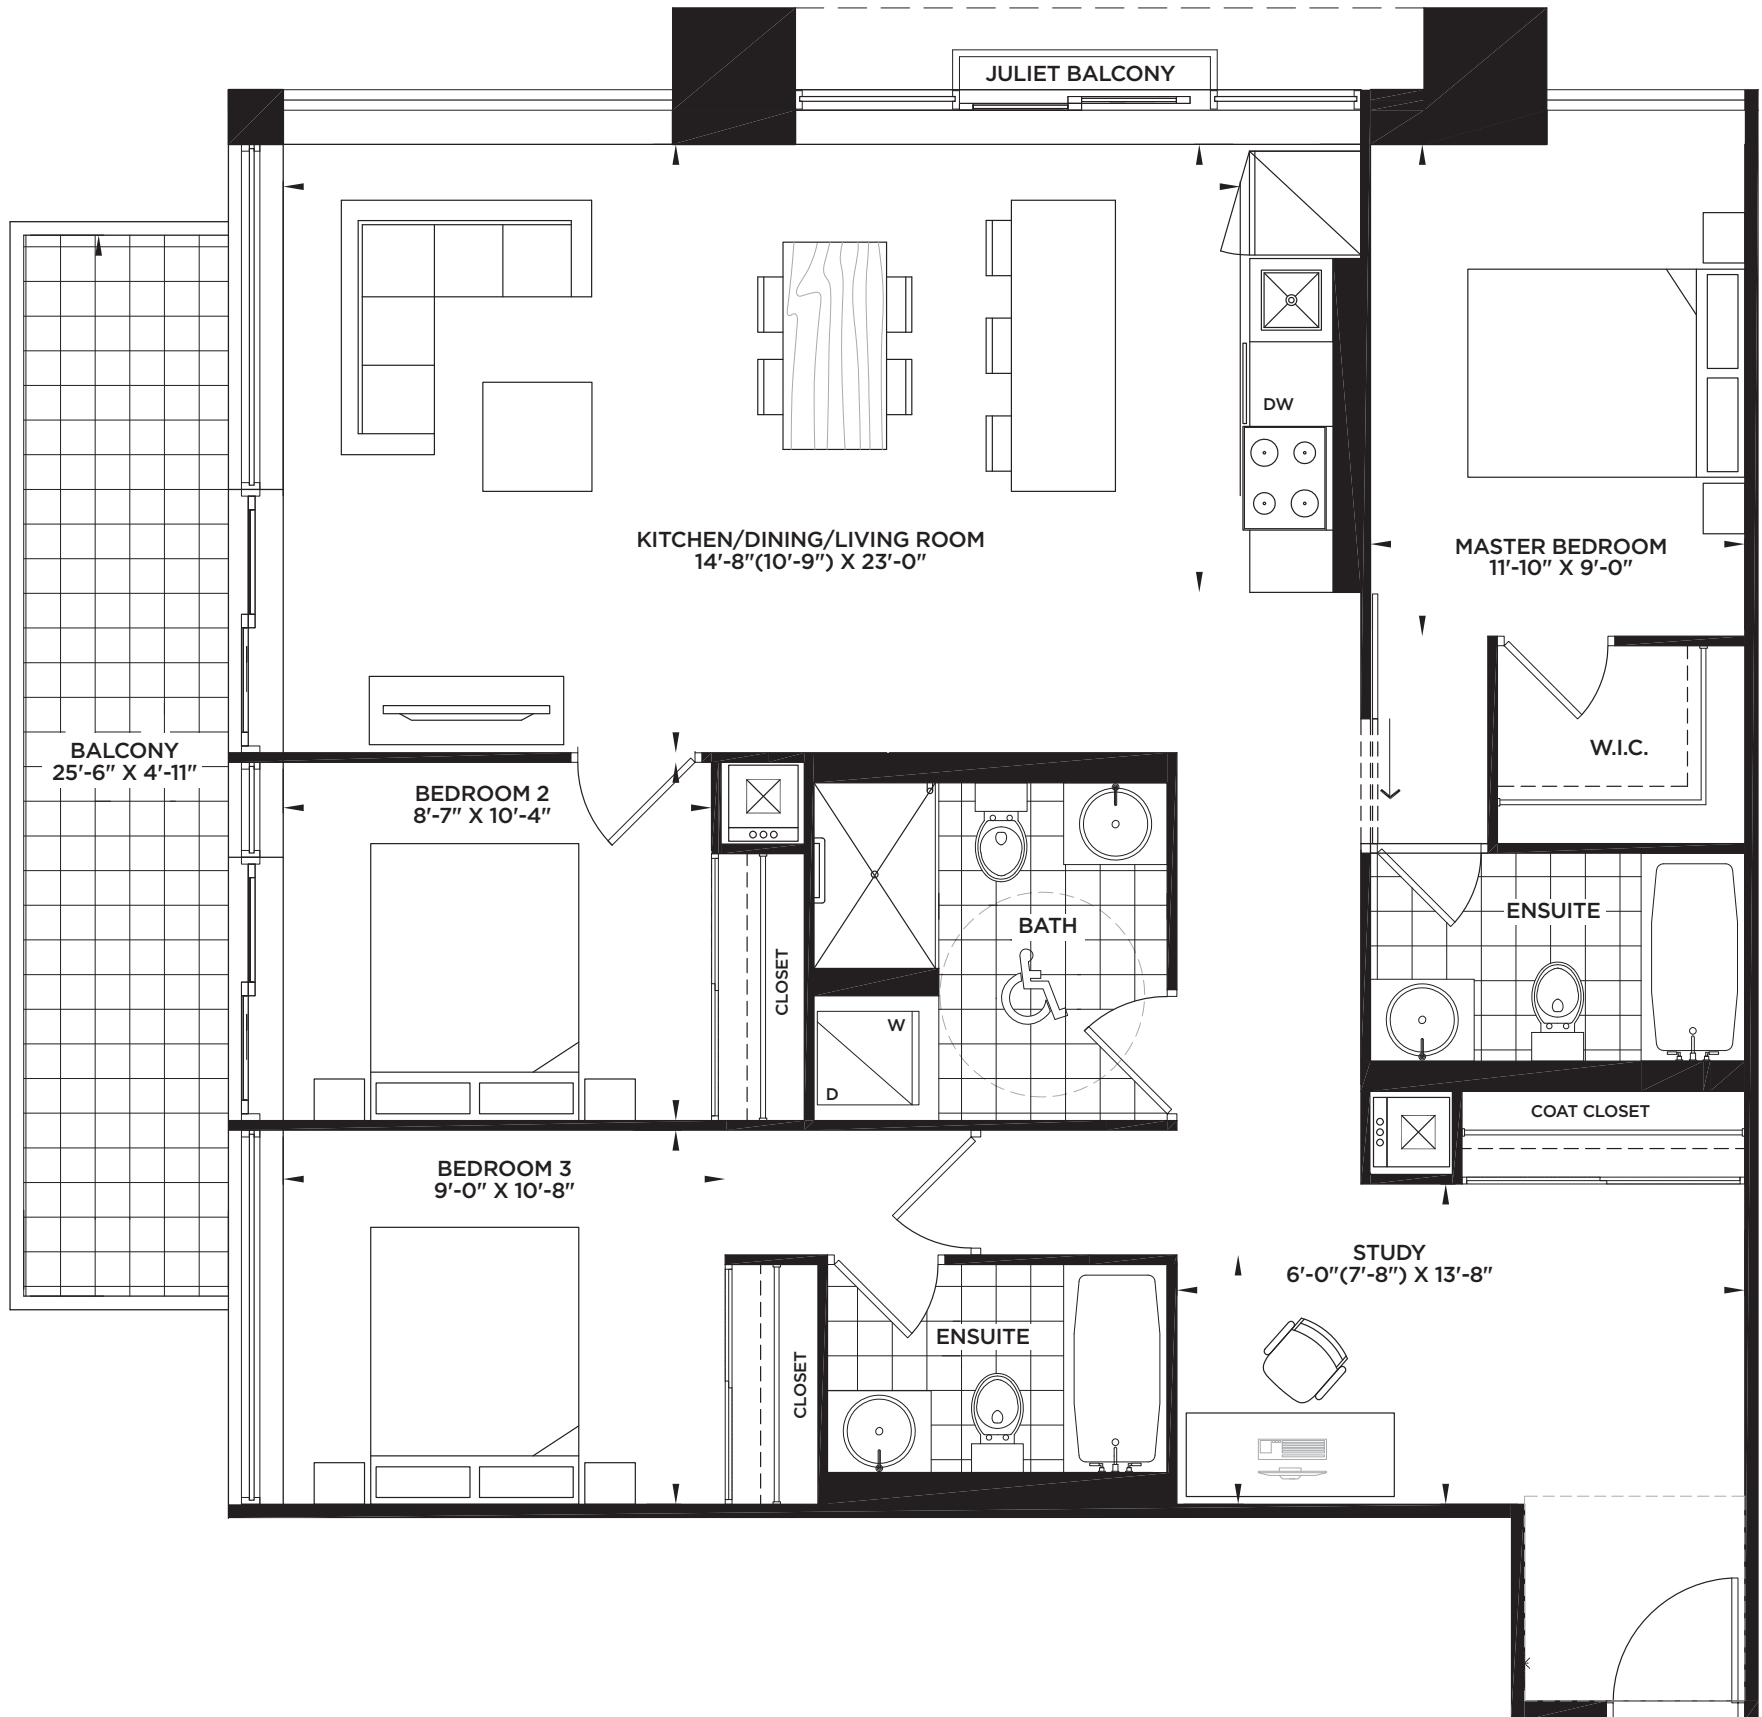 JULIET BALCONY
DW
KITCHEN/DINING/LIVING ROOM
14'-8"(10'-9") X 23'-0"
MASTER BEDROOM
11'-10" X 9'-0"
W.I.C.
BALCONY
25'-6" X 4'-11"
BEDROOM 2
8'-7" X 10'-4"
CLOSET
BATH
ENSUITE
W
D
COAT CLOSET
BEDROOM 3
9'-0" X 10'-8"
STUDY
6'-0"(7'-8") X 13'-8"
ENSUITE
CLOSET